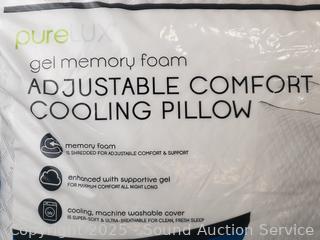 pureLUX
gel memory foam
ADJUSTABLE COMFORT
COOLING PILLOW
memory foam
IS SHREDDED FOR ADJUSTABLE COMFORT & SUPPORT
enhanced with supportive gel
FOR MAXIMUM COMFORT ALL NIGHT LONG
cooling, machine washable cover
IS SUPER-SOFT & ULTRA-BREATHABLE FOR CLEAN, FRESH SLEEP
Copyright 2025 - Sound Auction Service